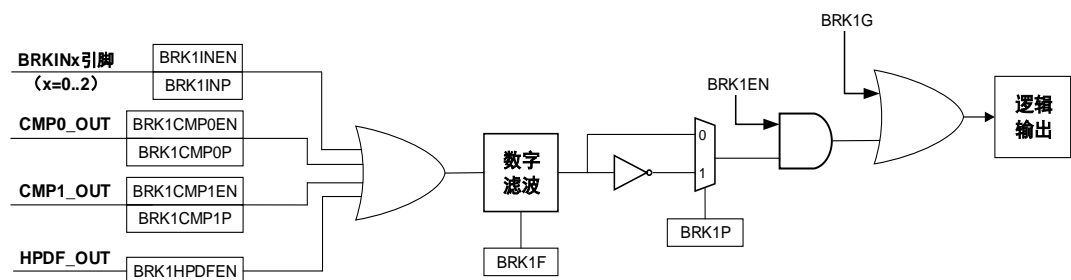 BRKINx引脚
（x=0..2）
BRK1INEN
BRK1INP
CMP0_OUT
BRK1CMP0EN
BRK1CMP0P
CMP1_OUT
BRK1CMP1EN
BRK1CMP1P
HPDF_OUT
BRK1HPDFEN
数字
滤波
BRK1F
0
1
BRK1P
BRK1EN
BRK1G
逻辑
输出